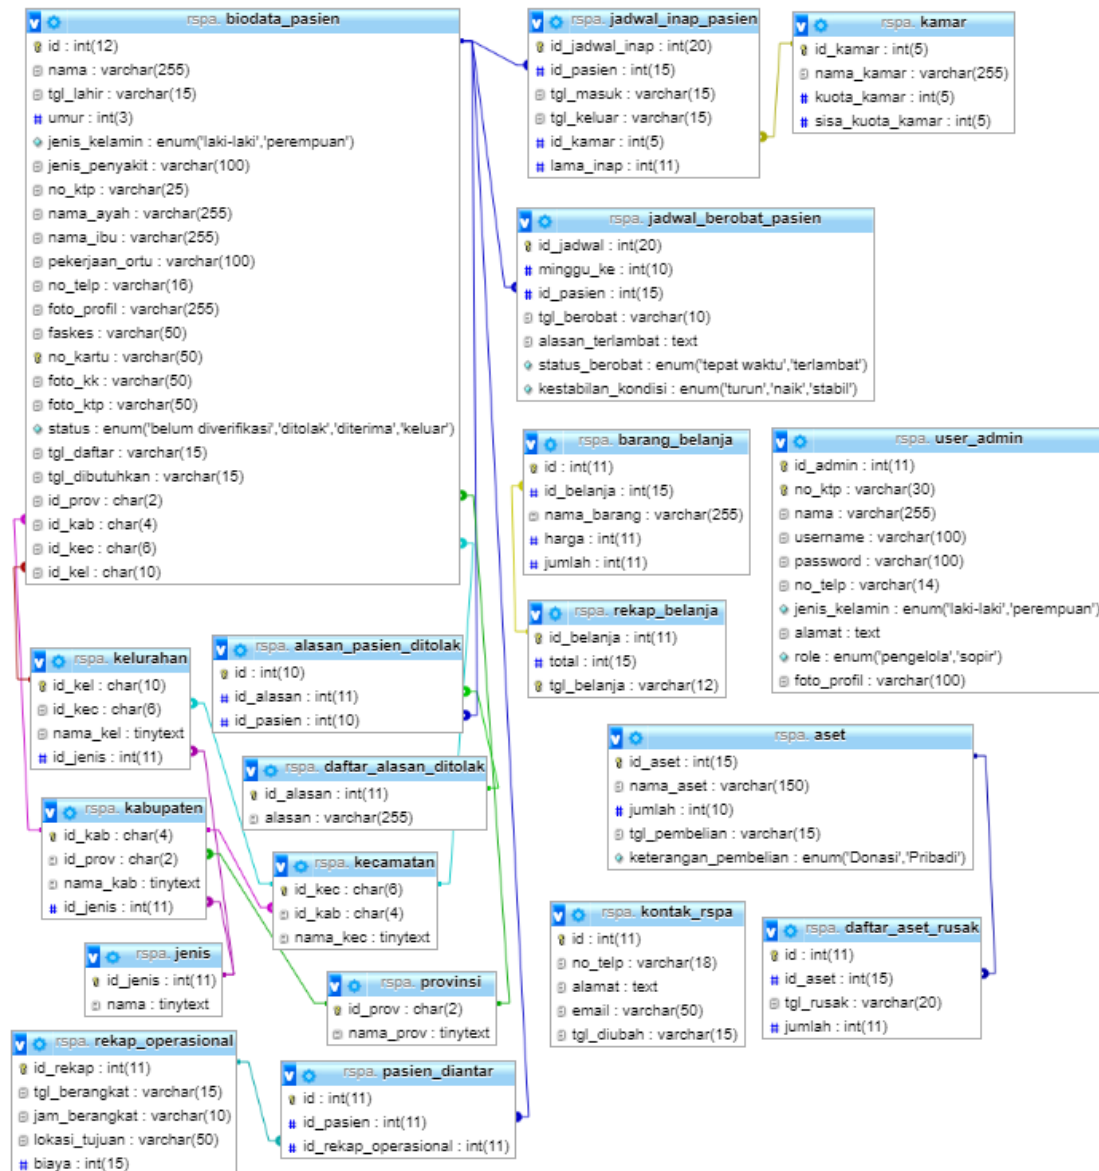 rspa. biodata_pasien
id : int(12)
nama : varchar(255)
tgl_lahir : varchar(15)
umur : int(3)
jenis_kelamin : enum('laki-laki','perempuan')
jenis_penyakit : varchar(100)
no_ktp : varchar(25)
nama_ayah : varchar(255)
nama_ibu : varchar(255)
pekerjaan_ortu : varchar(100)
no_telp : varchar(16)
foto_profil : varchar(255)
faskes : varchar(50)
no_kartu : varchar(50)
foto_kk : varchar(50)
foto_ktp : varchar(50)
status : enum('belum diverifikasi','ditolak','diterima','keluar')
tgl_daftar : varchar(15)
tgl_dibutuhkan : varchar(15)
id_prov : char(2)
id_kab : char(4)
id_kec : char(6)
id_kel : char(10)
rspa. jadwal_inap_pasien
id_jadwal_inap : int(20)
id_pasien : int(15)
tgl_masuk : varchar(15)
tgl_keluar : varchar(15)
id_kamar : int(5)
lama_inap : int(11)
rspa. kamar
id_kamar : int(5)
nama_kamar : varchar(255)
kuota_kamar : int(5)
sisa_kuota_kamar : int(5)
rspa. jadwal_berobat_pasien
id_jadwal : int(20)
minggu_ke : int(10)
id_pasien : int(15)
tgl_berobat : varchar(10)
alasan_terlambat : text
status_berobat : enum('tepat waktu','terlambat')
kestabilan_kondisi : enum('turun','naik','stabil')
rspa. barang_belanja
id : int(11)
id_belanja : int(15)
nama_barang : varchar(255)
harga : int(11)
jumlah : int(11)
rspa. user_admin
id_admin : int(11)
no_ktp : varchar(30)
nama : varchar(255)
username : varchar(100)
password : varchar(100)
no_telp : varchar(14)
jenis_kelamin : enum('laki-laki','perempuan')
alamat : text
role : enum('pengelola','sopir')
foto_profil : varchar(100)
rspa. rekap_belanja
id_belanja : int(11)
total : int(15)
tgl_belanja : varchar(12)
rspa. kelurahan
id_kel : char(10)
id_kec : char(6)
nama_kel : tinytext
id_jenis : int(11)
rspa. alasan_pasien_ditolak
id : int(10)
id_alasan : int(11)
id_pasien : int(10)
rspa. daftar_alasan_ditolak
id_alasan : int(11)
alasan : varchar(255)
rspa. aset
id_aset : int(15)
nama_aset : varchar(150)
jumlah : int(10)
tgl_pembelian : varchar(15)
keterangan_pembelian : enum('Donasi','Pribadi')
rspa. kabupaten
id_kab : char(4)
id_prov : char(2)
nama_kab : tinytext
id_jenis : int(11)
rspa. kecamatan
id_kec : char(6)
id_kab : char(4)
nama_kec : tinytext
rspa. kontak_rspa
id : int(11)
no_telp : varchar(18)
alamat : text
email : varchar(50)
tgl_diubah : varchar(15)
rspa. daftar_aset_rusak
id : int(11)
id_aset : int(15)
tgl_rusak : varchar(20)
jumlah : int(11)
rspa. jenis
id_jenis : int(11)
nama : tinytext
rspa. provinsi
id_prov : char(2)
nama_prov : tinytext
rspa. rekap_operasional
id_rekap : int(11)
tgl_berangkat : varchar(15)
jam_berangkat : varchar(10)
lokasi_tujuan : varchar(50)
biaya : int(15)
rspa. pasien_diantar
id : int(11)
id_pasien : int(11)
id_rekap_operasional : int(11)